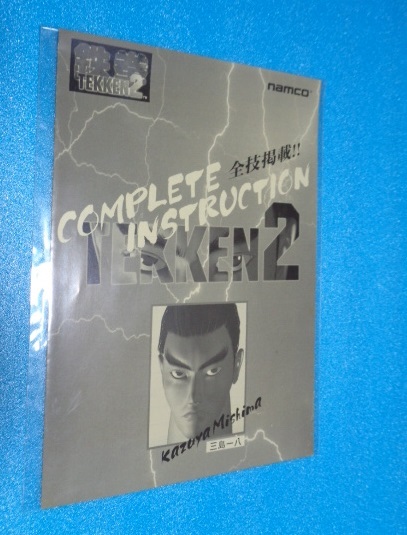 鉄拳
TEKKEN2
namco
全技掲載!!
COMPLETE
INSTRUCTION
TEKKEN2
Kazuya Mishima
三島一八